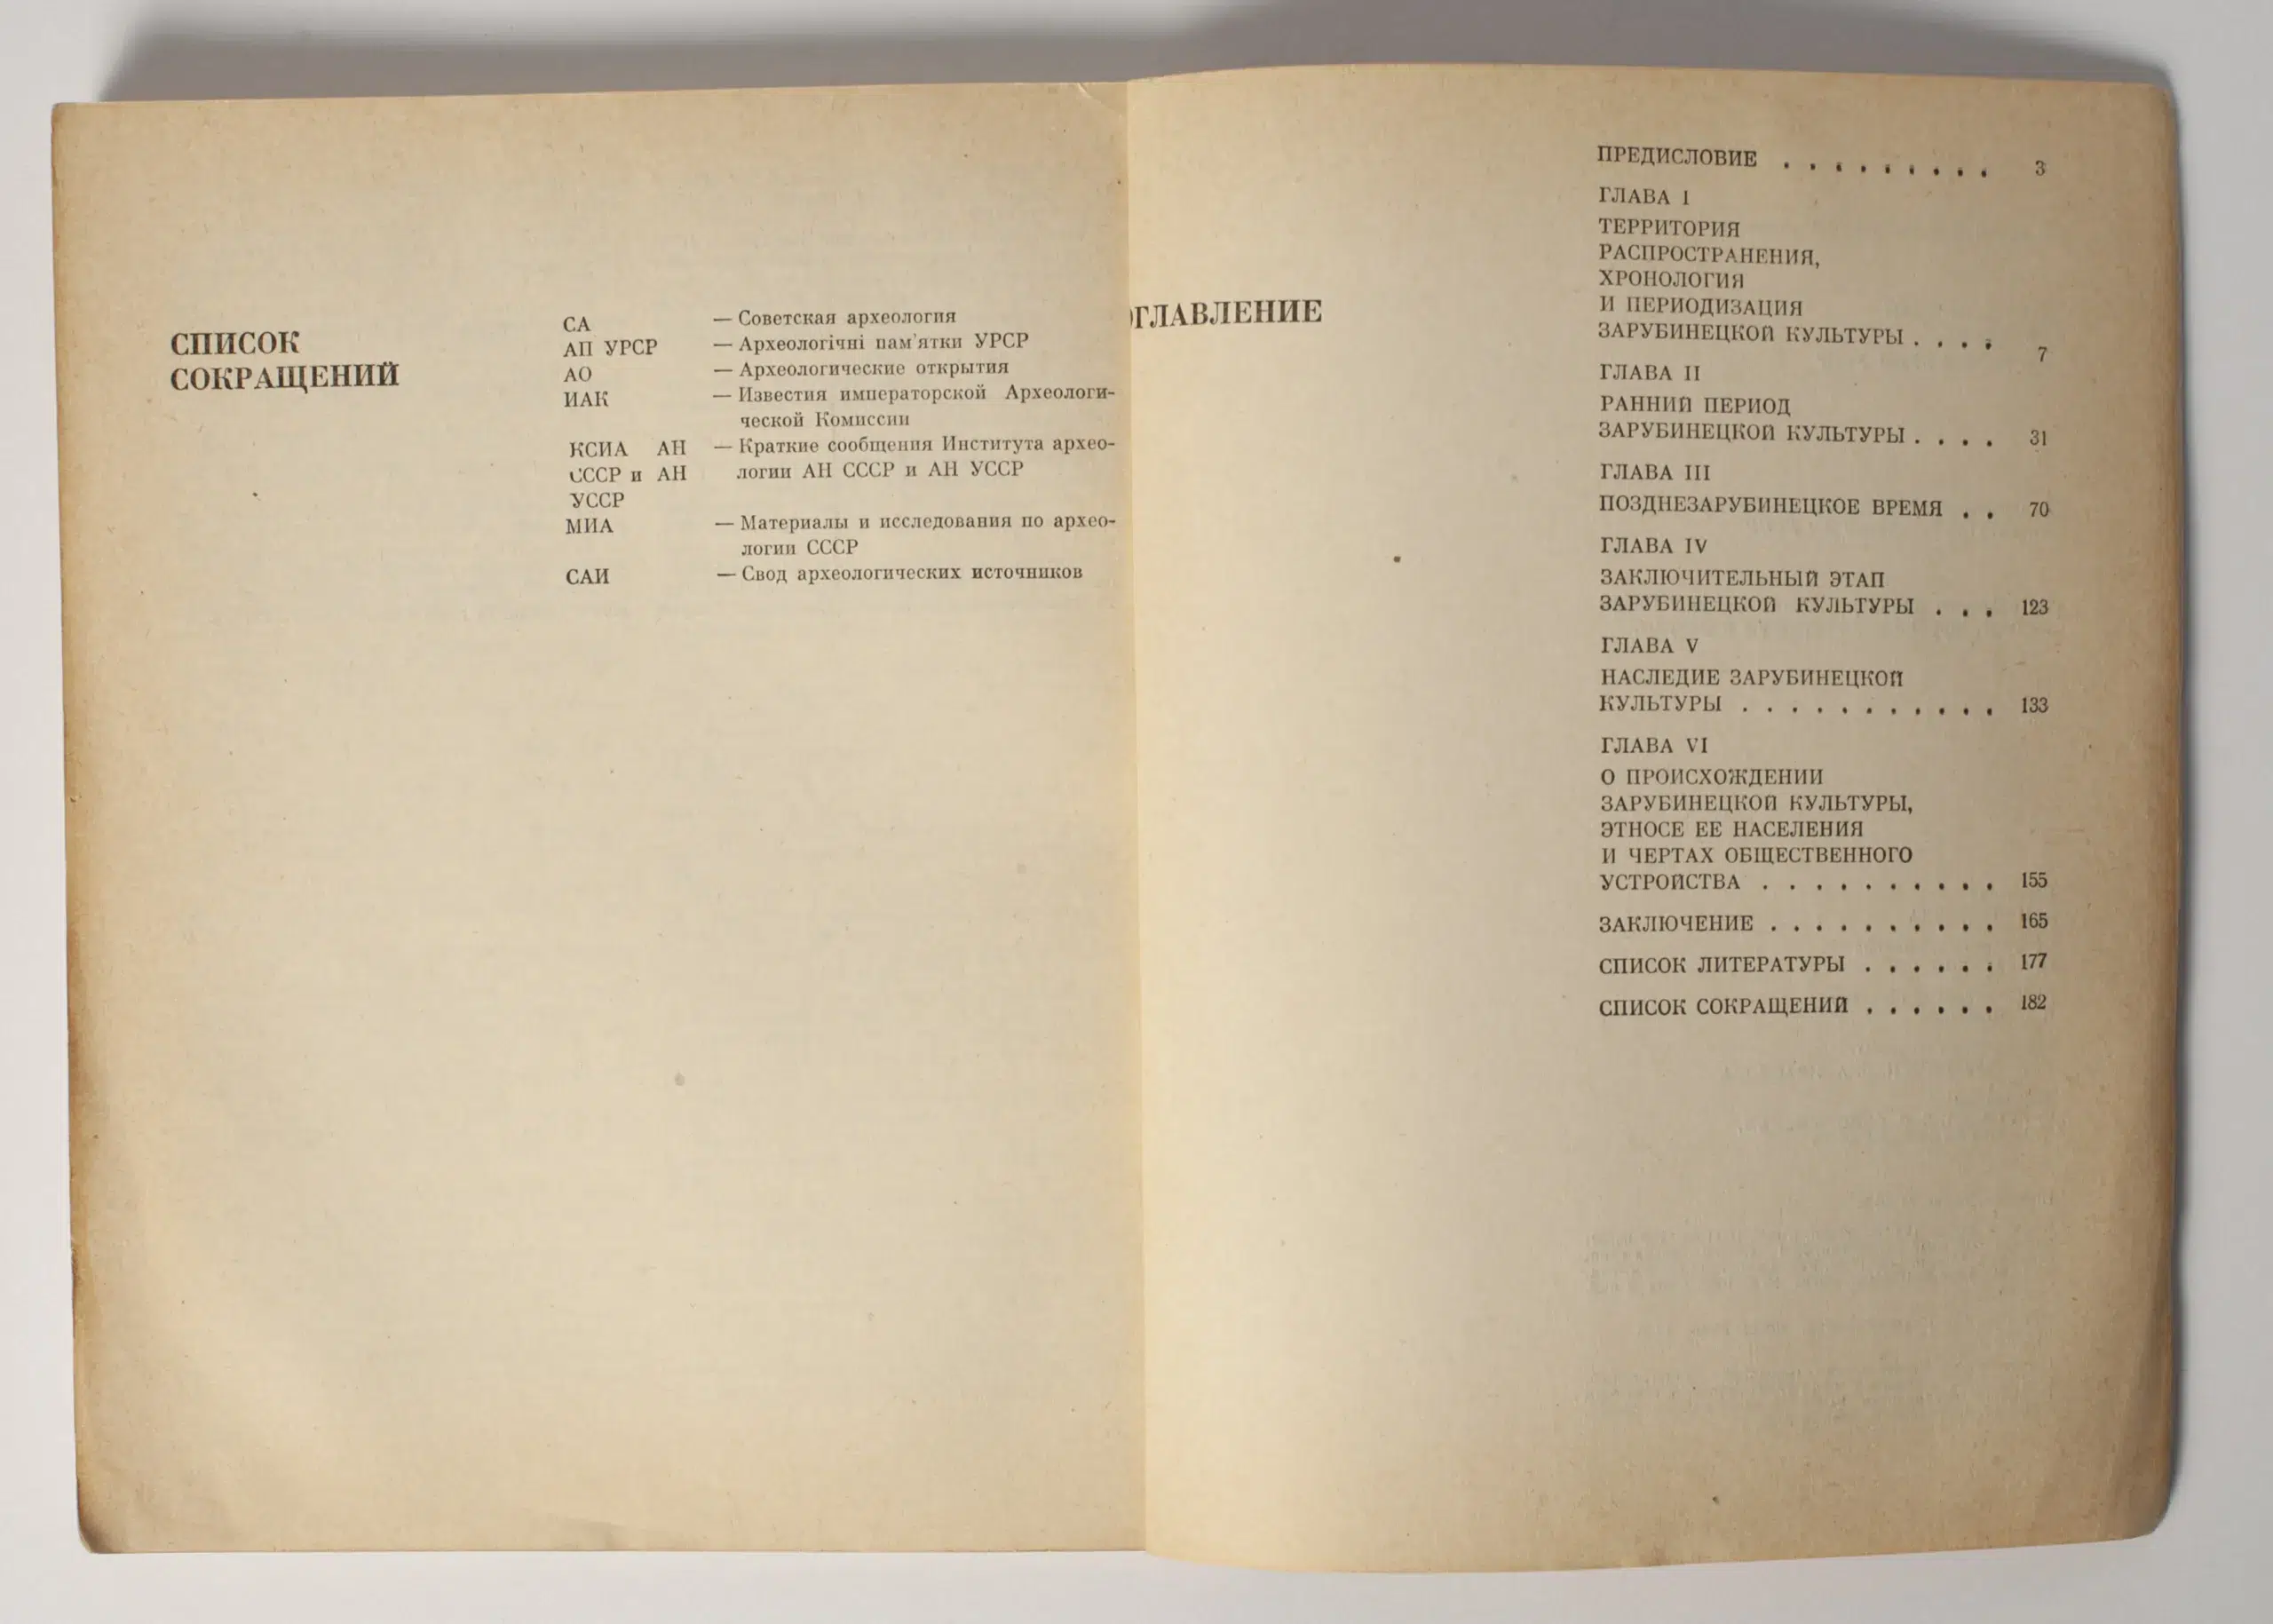 СПИСОК
СОКРАЩЕНИЙ
СА — Советская археология
АП УРСР — Археологічні пам'ятки УРСР
АО — Археологические открытия
ИАК — Известия императорской Археологи-
ческой Комиссии
КСИА АН — Краткие сообщения Института архео-
СССР и АН логии АН СССР и АН УССР
УССР
МИА — Материалы и исследования по архео-
логии СССР
САИ — Свод археологических источников
ОГЛАВЛЕНИЕ
ПРЕДИСЛОВИЕ . . . . . . . . . 3
ГЛАВА I
ТЕРРИТОРИЯ
РАСПРОСТРАНЕНИЯ,
ХРОНОЛОГИЯ
И ПЕРИОДИЗАЦИЯ
ЗАРУБИНЕЦКОЙ КУЛЬТУРЫ . . . . 7
ГЛАВА II
РАННИЙ ПЕРИОД
ЗАРУБИНЕЦКОЙ КУЛЬТУРЫ . . . . 31
ГЛАВА III
ПОЗДНЕЗАРУБИНЕЦКОЕ ВРЕМЯ . . 70
ГЛАВА IV
ЗАКЛЮЧИТЕЛЬНЫЙ ЭТАП
ЗАРУБИНЕЦКОЙ КУЛЬТУРЫ . . . 123
ГЛАВА V
НАСЛЕДИЕ ЗАРУБИНЕЦКОЙ
КУЛЬТУРЫ . . . . . . . . . . . 133
ГЛАВА VI
О ПРОИСХОЖДЕНИИ
ЗАРУБИНЕЦКОЙ КУЛЬТУРЫ,
ЭТНОСЕ ЕЕ НАСЕЛЕНИЯ
И ЧЕРТАХ ОБЩЕСТВЕННОГО
УСТРОЙСТВА . . . . . . . . . . 155
ЗАКЛЮЧЕНИЕ . . . . . . . . . . 165
СПИСОК ЛИТЕРАТУРЫ . . . . . . 177
СПИСОК СОКРАЩЕНИЙ . . . . . . 182